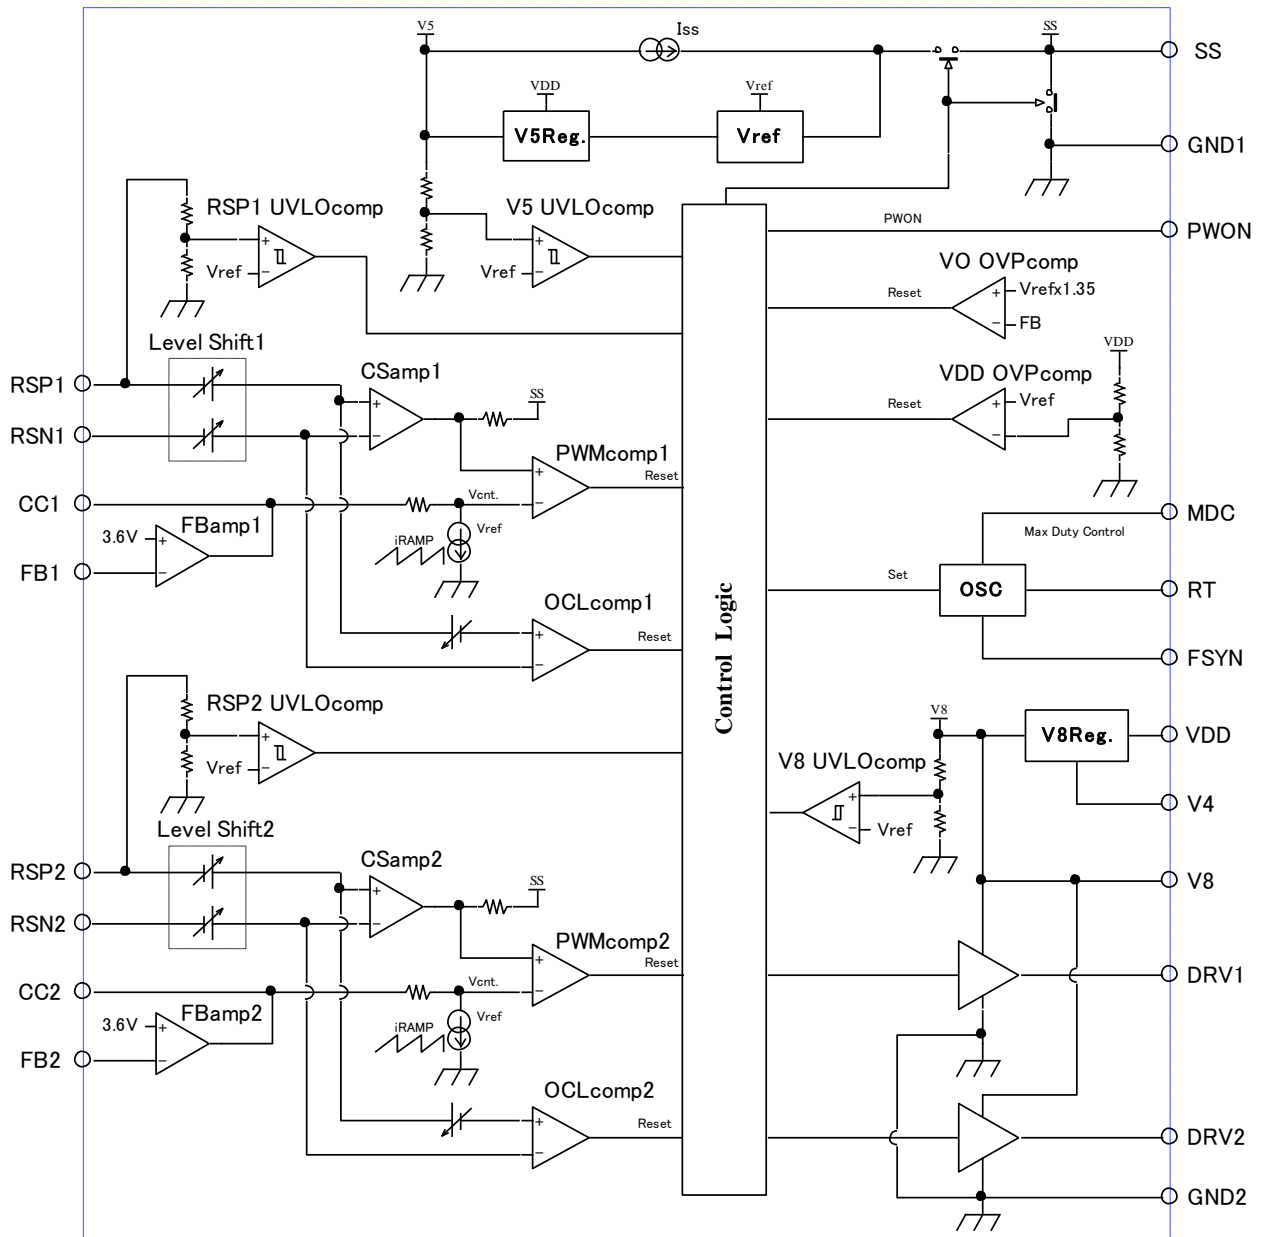 V5
Iss
SS
SS
VDD
Vref
V5Reg.
Vref
GND1
RSP1 UVLOcomp
V5 UVLOcomp
PWON
PWON
+
+
Vref
−
Vref
−
VO OVPcomp
Reset
+
Vrefx1.35
−
FB
Level Shift1
VDD
RSP1
CSamp1
VDD OVPcomp
SS
+
Reset
+
Vref
RSN1
−
−
PWMcomp1
+
Reset
CC1
Vcnt.
−
3.6V
+
FBamp1
Vref
iRAMP
MDC
Max Duty Control
FB1
−
Set
OSC
RT
OCLcomp1
Control Logic
+
Reset
−
FSYN
RSP2 UVLOcomp
V8
+
V8Reg.
VDD
Vref
−
V8 UVLOcomp
+
V4
−
Vref
Level Shift2
RSP2
CSamp2
V8
SS
+
RSN2
−
PWMcomp2
+
Reset
DRV1
CC2
Vcnt.
−
3.6V
+
FBamp2
Vref
iRAMP
FB2
−
OCLcomp2
+
Reset
DRV2
−
GND2